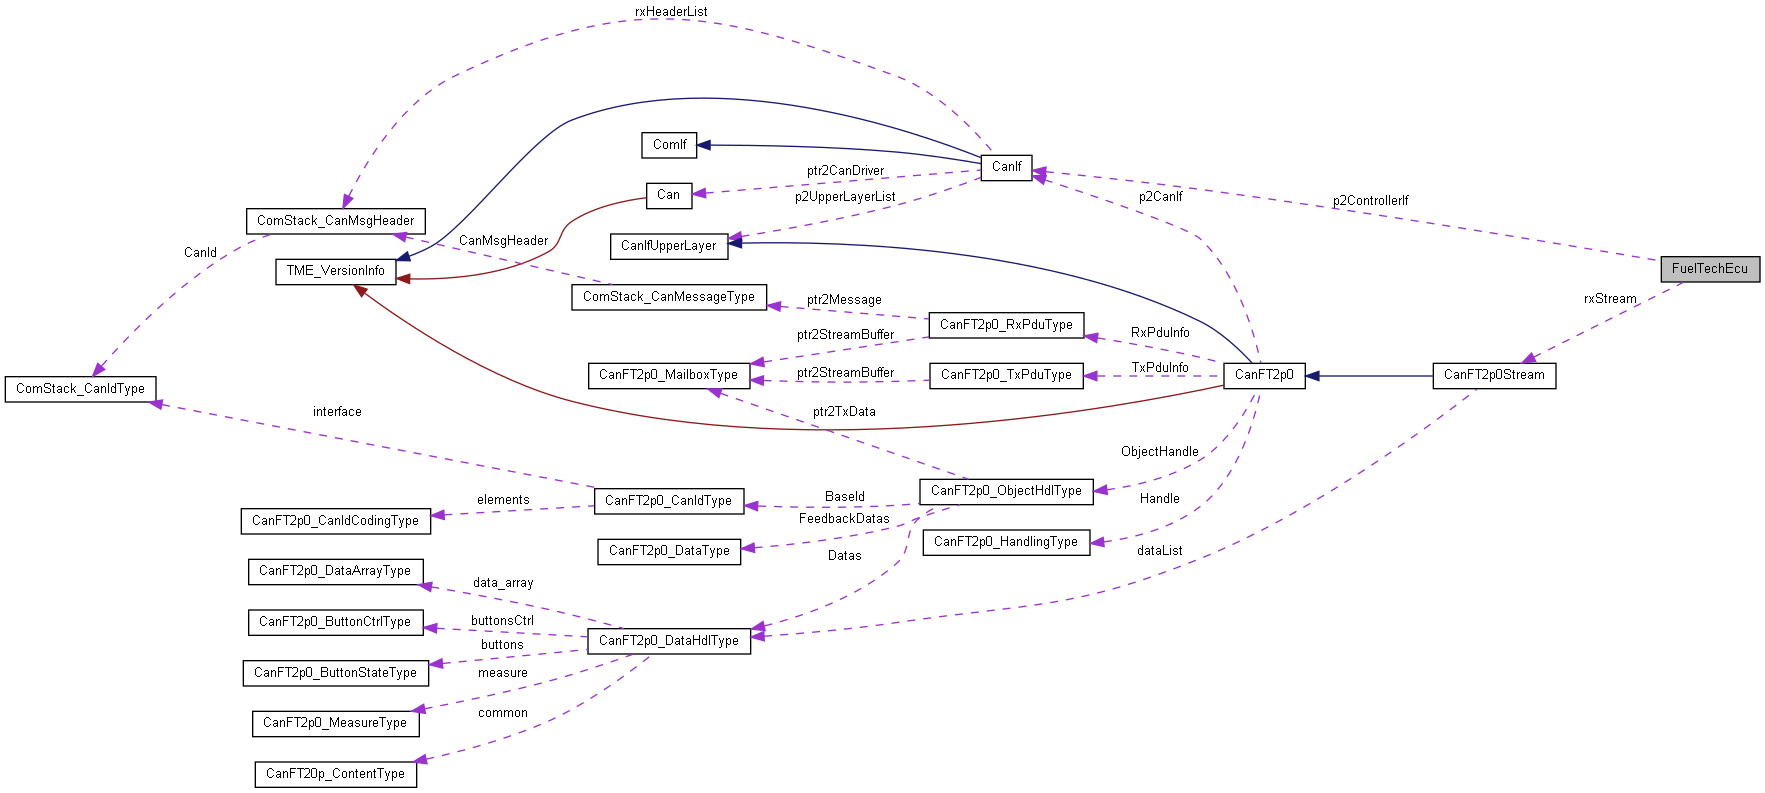 rxHeaderList
ComIf
CanIf
ptr2CanDriver
Can
p2UpperLayerList
p2CanIf
p2ControllerIf
ComStack_CanMsgHeader
CanId
CanMsgHeader
CanIfUpperLayer
TME_VersionInfo
FuelTechEcu
ComStack_CanMessageType
ptr2Message
rxStream
CanFT2p0_RxPduType
RxPduInfo
ptr2StreamBuffer
CanFT2p0_MailboxType
ptr2StreamBuffer
CanFT2p0_TxPduType
TxPduInfo
CanFT2p0
CanFT2p0Stream
ComStack_CanIdType
interface
ptr2TxData
ObjectHandle
CanFT2p0_CanIdType
elements
BaseId
CanFT2p0_ObjectHdlType
Handle
CanFT2p0_CanIdCodingType
FeedbackDatas
CanFT2p0_DataType
CanFT2p0_HandlingType
Datas
dataList
CanFT2p0_DataArrayType
data_array
CanFT2p0_ButtonCtrlType
buttonsCtrl
CanFT2p0_DataHdlType
buttons
CanFT2p0_ButtonStateType
measure
CanFT2p0_MeasureType
common
CanFT20p_ContentType